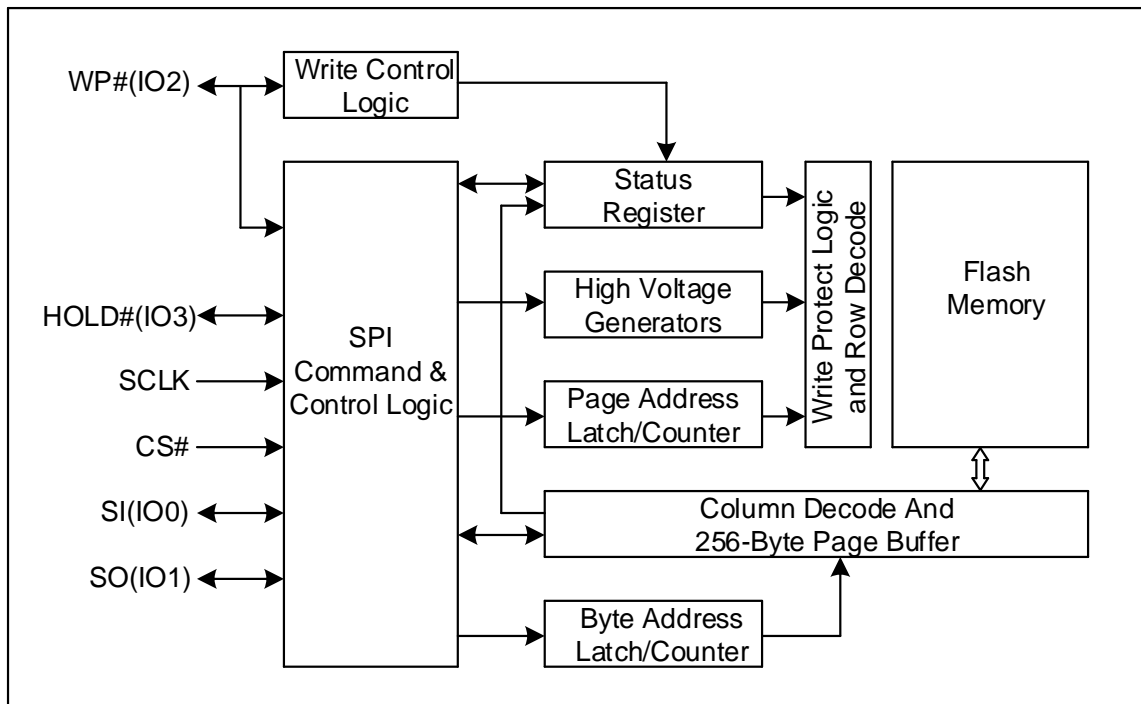 WP#(IO2)
Write Control
Logic
HOLD#(IO3)
SCLK
CS#
SI(IO0)
SO(IO1)
SPI
Command &
Control Logic
Status
Register
High Voltage
Generators
Page Address
Latch/Counter
Write Protect Logic
and Row Decode
Flash
Memory
Column Decode And
256-Byte Page Buffer
Byte Address
Latch/Counter